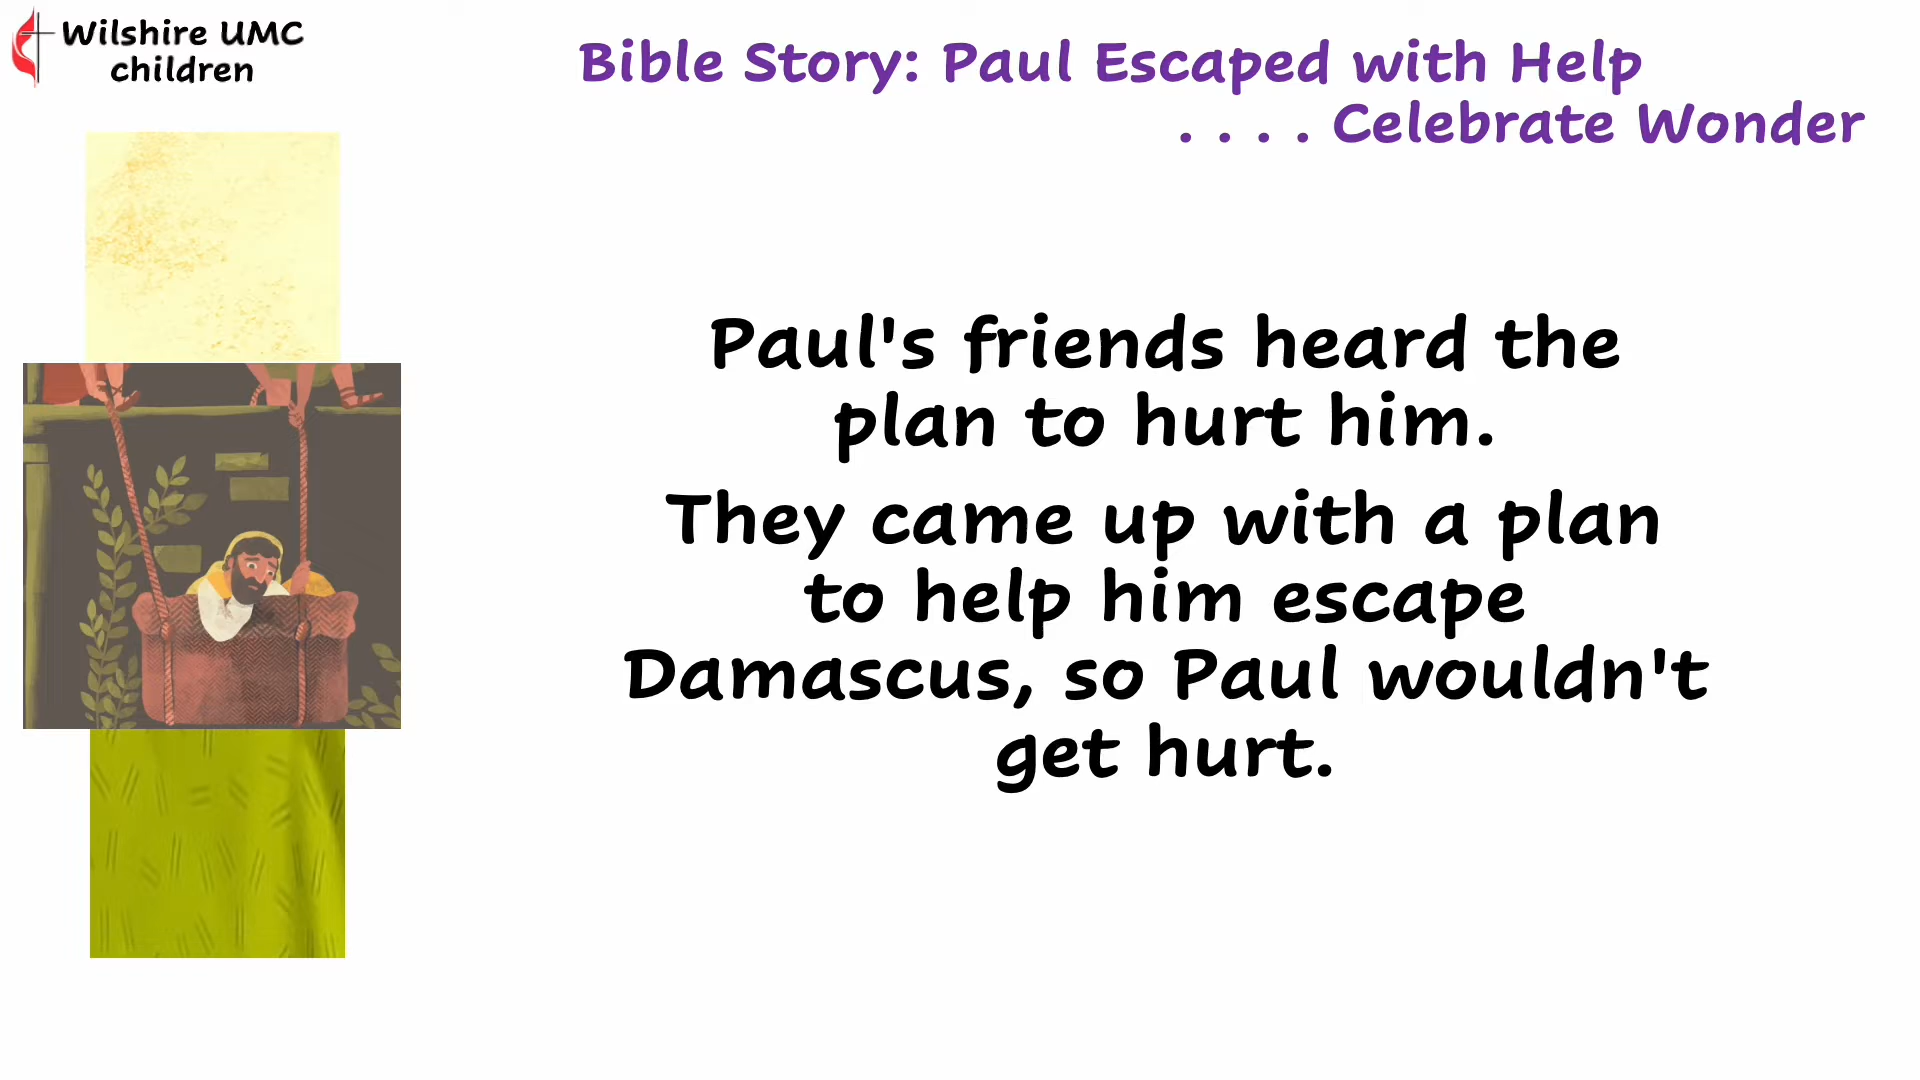 Wilshire UMC
children
Bible Story: Paul Escaped with Help
. . . . Celebrate Wonder
Paul's friends heard the
plan to hurt him.
They came up with a plan
to help him escape
Damascus, so Paul wouldn't
get hurt.